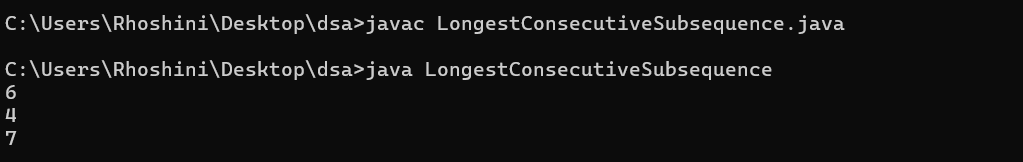 C:\Users\Rhoshini\Desktop\dsa>javac LongestConsecutiveSubsequence.java
C:\Users\Rhoshini\Desktop\dsa>java LongestConsecutiveSubsequence
6
4
7